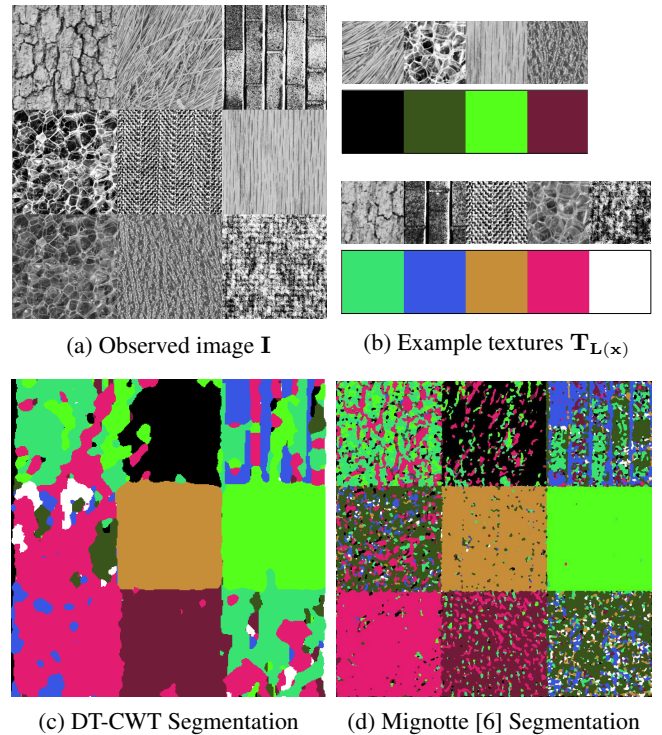 (a) Observed image I
(b) Example textures T_L(x)
(c) DT-CWT Segmentation
(d) Mignotte [6] Segmentation